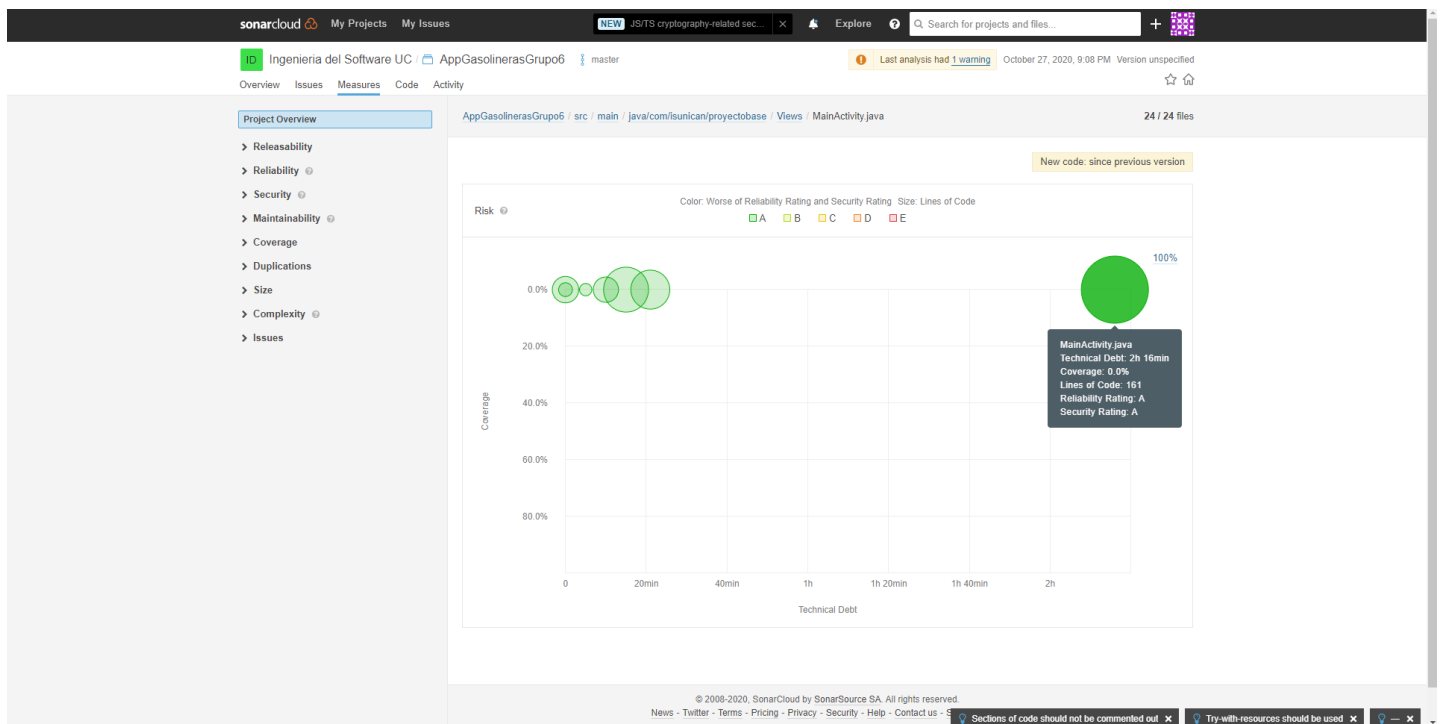 sonarcloud My Projects My Issues NEW JS/TS cryptography-related sec... × Explore ? Search for projects and files... +
ID Ingenieria del Software UC / AppGasolinerasGrupo6 master Last analysis had 1 warning October 27, 2020, 9:08 PM Version unspecified
Overview Issues Measures Code Activity
Project Overview
AppGasolinerasGrupo6 / src / main / java/com/isunican/proyectobase / Views / MainActivity.java 24 / 24 files
Releasability
Reliability
Security
Maintainability
Coverage
Duplications
Size
Complexity
Issues
New code: since previous version
Risk
Color: Worse of Reliability Rating and Security Rating Size: Lines of Code
A B C D E
100%
0.0%
20.0%
40.0%
60.0%
80.0%
Coverage
MainActivity.java
Technical Debt: 2h 16min
Coverage: 0.0%
Lines of Code: 161
Reliability Rating: A
Security Rating: A
0 20min 40min 1h 1h 20min 1h 40min 2h
Technical Debt
© 2008-2020, SonarCloud by SonarSource SA. All rights reserved.
News - Twitter - Terms - Pricing - Privacy - Security - Help - Contact us - S
Sections of code should not be commented out × Try-with-resources should be used × — ×